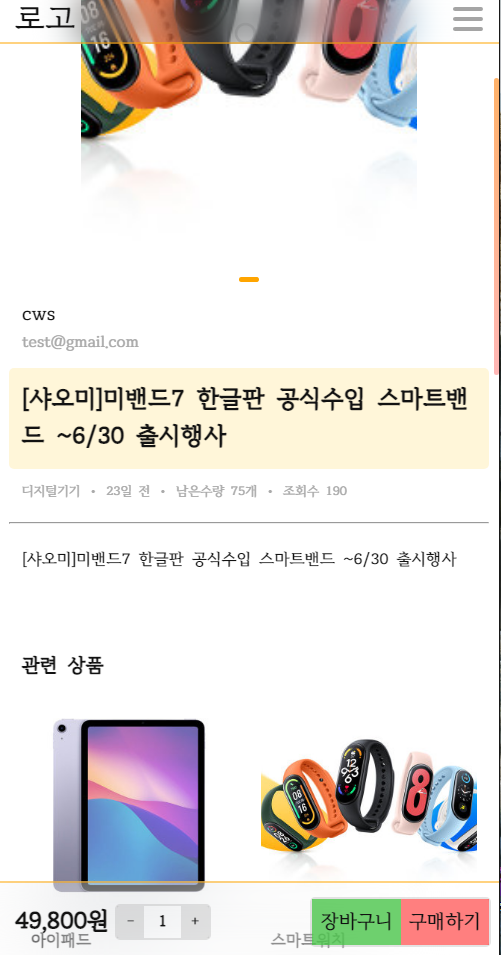 로고
cws
test@gmail.com
[샤오미]미밴드7 한글판 공식수입 스마트밴
드 ~6/30 출시행사
디지털기기 • 23일 전 • 남은수량 75개 • 조회수 190
[샤오미]미밴드7 한글판 공식수입 스마트밴드 ~6/30 출시행사
관련 상품
49,800원 - 1 + 장바구니 구매하기
아이패드 스마트워치